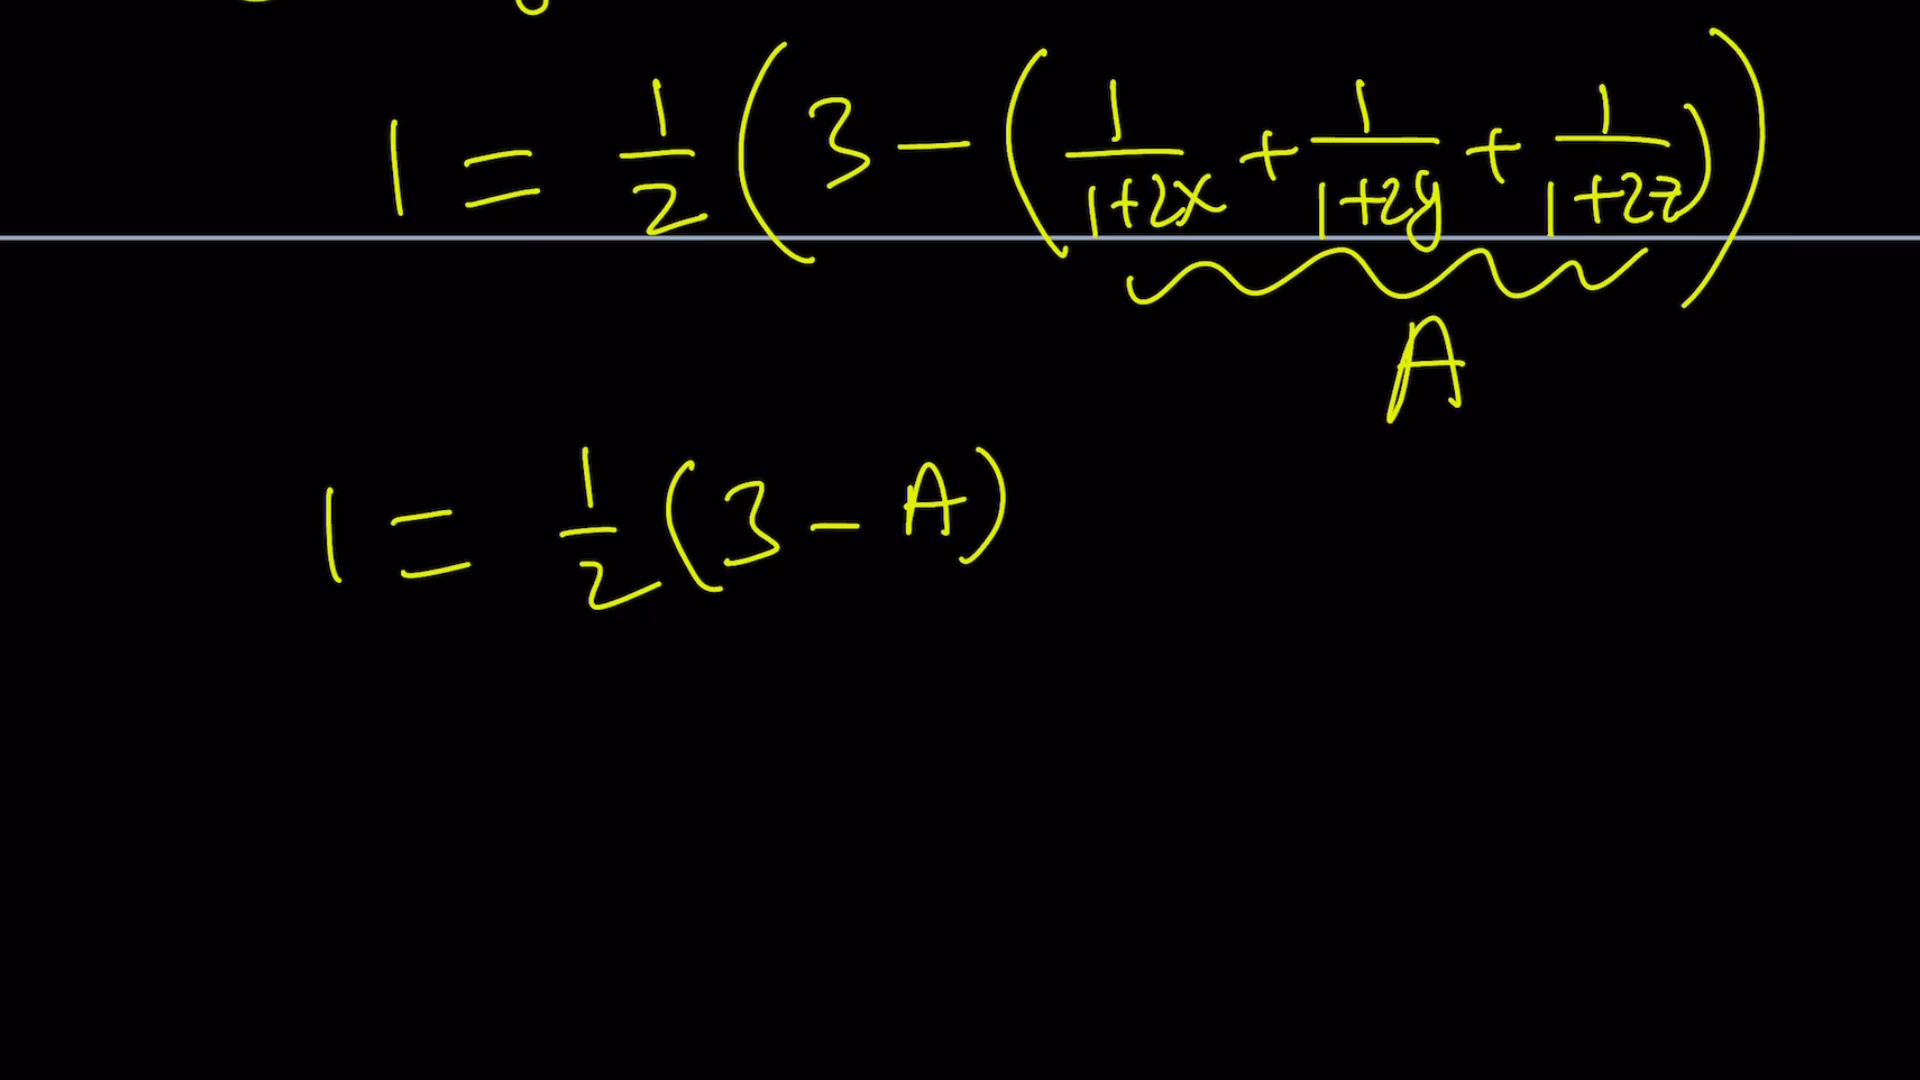 1 = 1/2 (3 - (1/1+2x + 1/1+2y + 1/1+2z))
A
1 = 1/2 (3 - A)